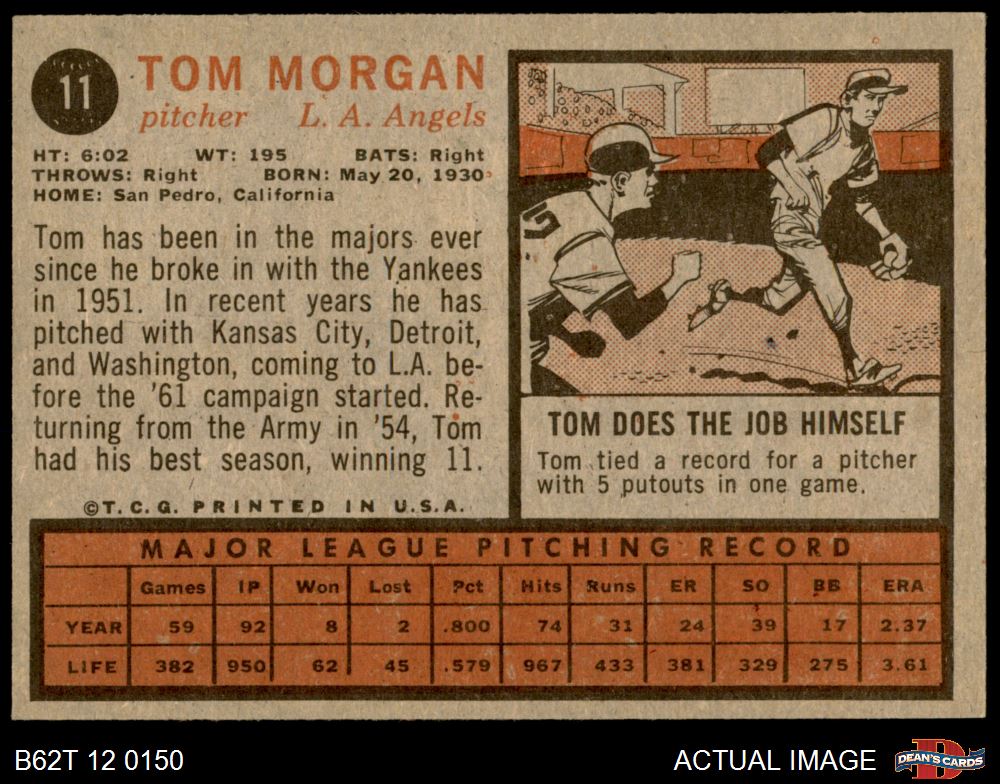 11
TOM MORGAN
pitcher L. A. Angels
HT: 6:02 WT: 195 BATS: Right
THROWS: Right BORN: May 20, 1930
HOME: San Pedro, California
Tom has been in the majors ever
since he broke in with the Yankees
in 1951. In recent years he has
pitched with Kansas City, Detroit,
and Washington, coming to L.A. be-
fore the '61 campaign started. Re-
turning from the Army in '54, Tom
had his best season, winning 11.
©T.C.G. PRINTED IN U.S.A.
5
TOM DOES THE JOB HIMSELF
Tom tied a record for a pitcher
with 5 putouts in one game.
MAJOR LEAGUE PITCHING RECORD
Games IP Won Lost Pct Hits Runs ER SO BB ERA
YEAR 59 92 8 2 .800 74 31 24 39 17 2.37
LIFE 382 950 62 45 .579 967 433 381 329 275 3.61
B62T 12 0150 ACTUAL IMAGE
DEAN'S CARDS